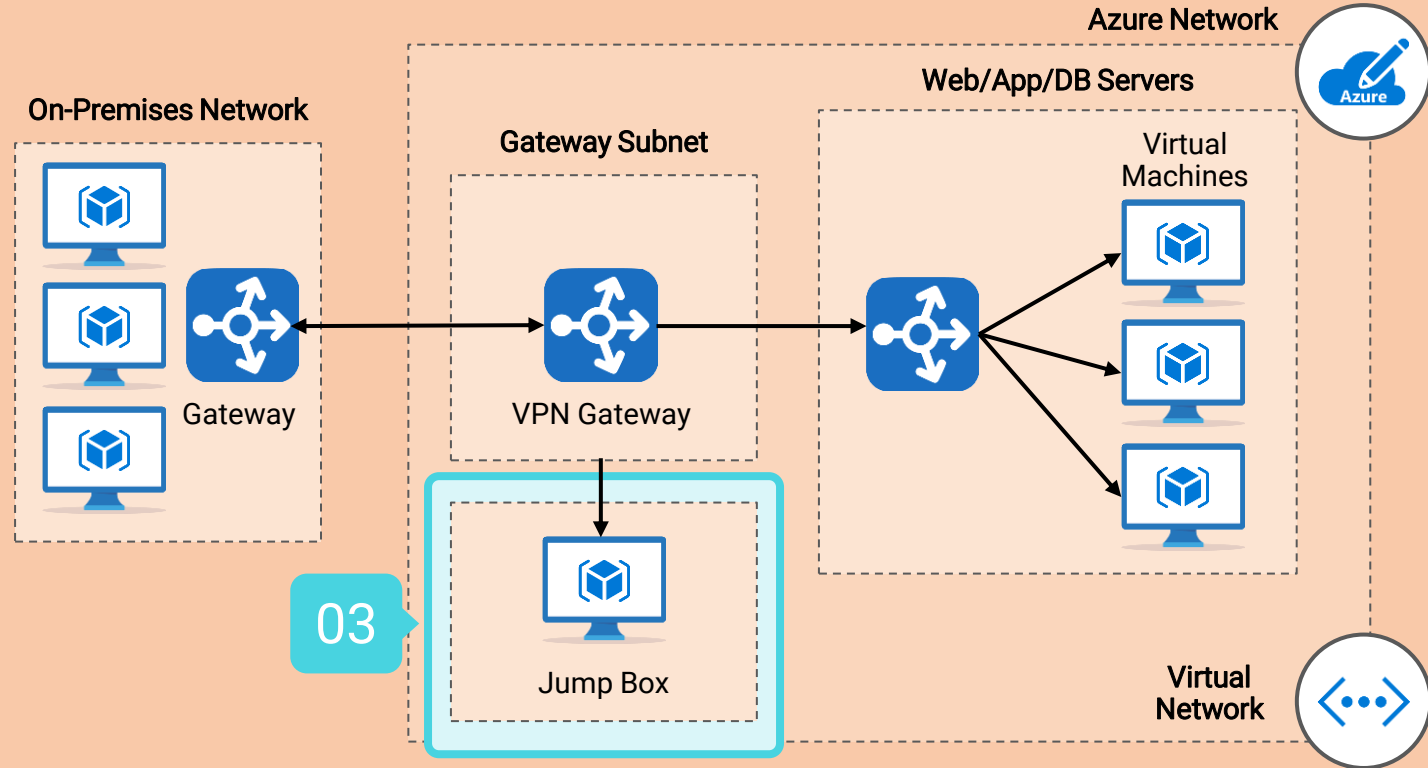 Azure Network
Azure
Web/App/DB Servers
On-Premises Network
Gateway Subnet
Virtual
Machines
Gateway
VPN Gateway
03
Jump Box
Virtual
Network